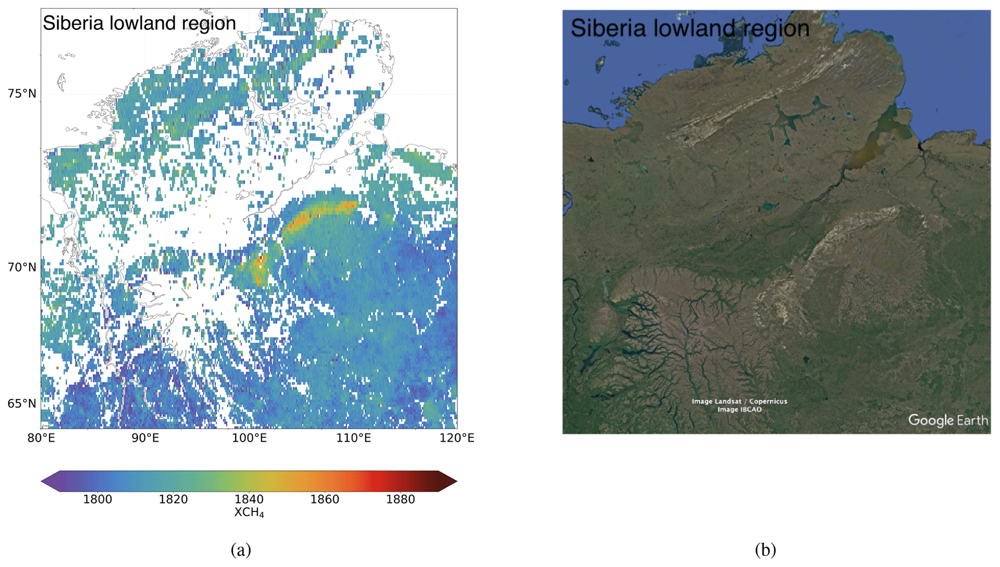 Siberia lowland region
75°N
70°N
65°N
80°E 90°E 100°E 110°E 120°E
1800 1820 1840 1860 1880
XCH₄
(a)
Siberia lowland region
Image Landsat / Copernicus
Image IBCAO
Google Earth
(b)